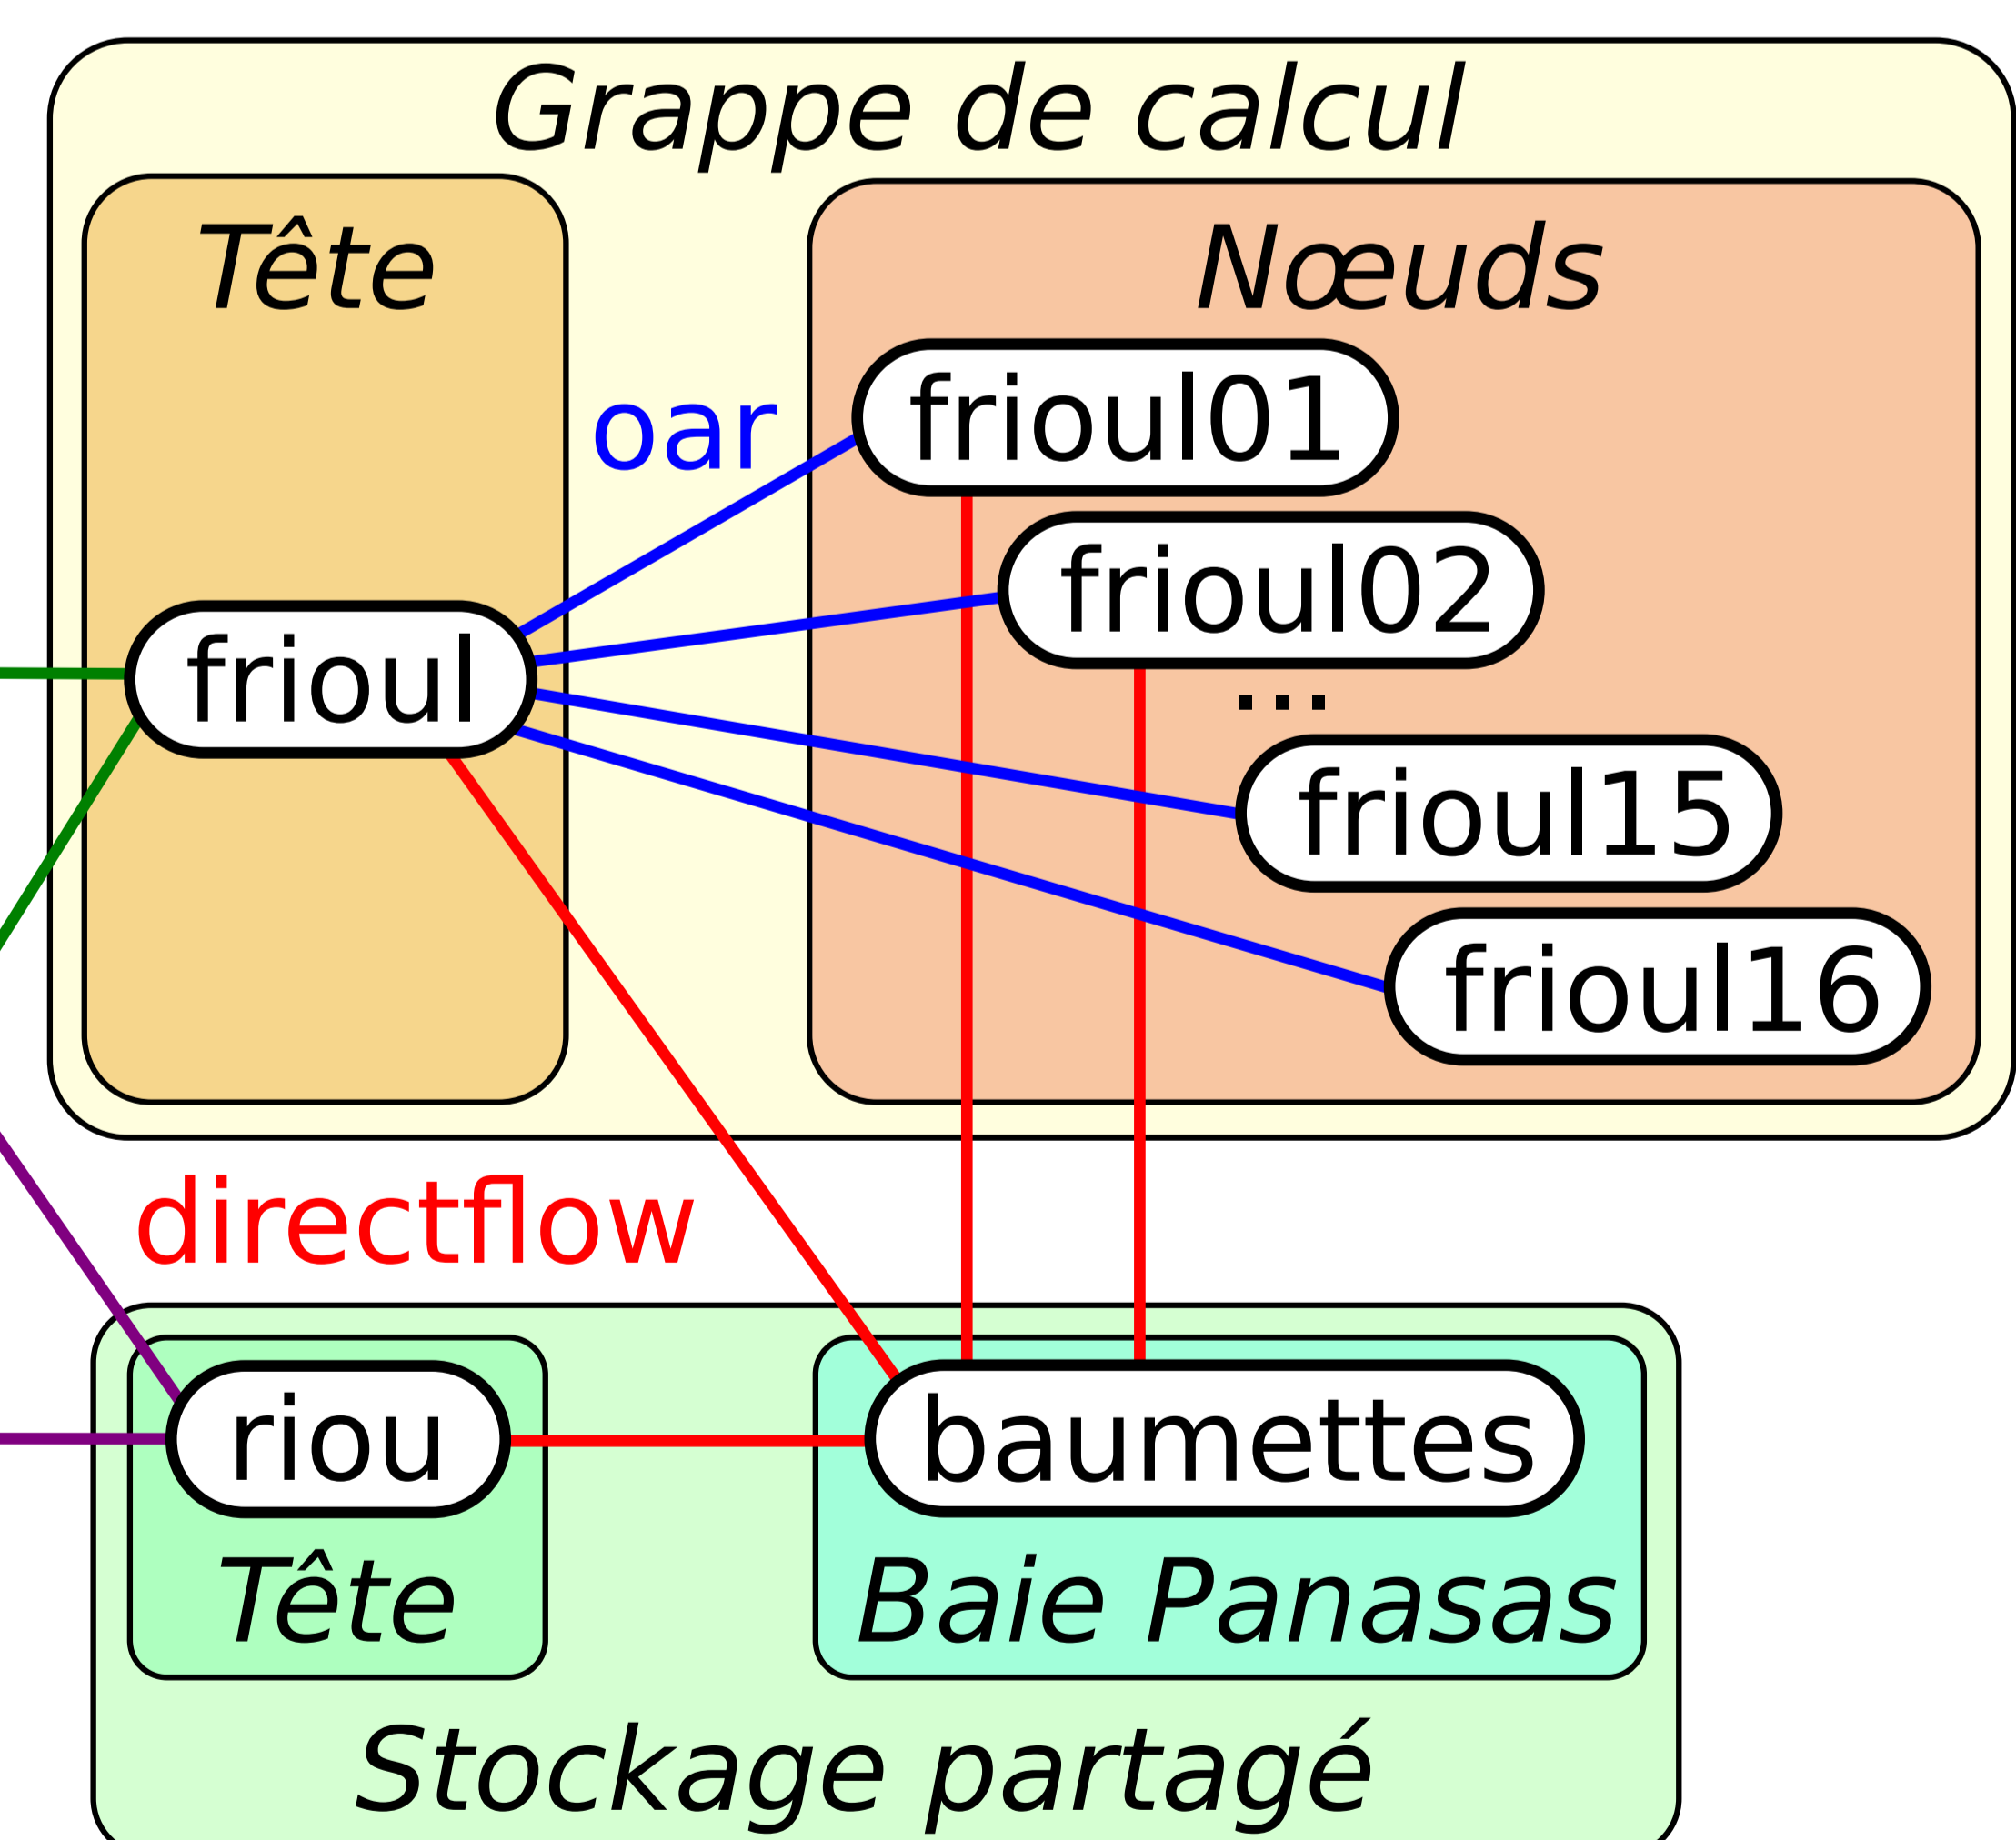 Grappe de calcul
Tête
Nœuds
oar
frioul01
frioul02
...
frioul
frioul15
frioul16
directflow
riou
baumettes
Tête
Baie Panasas
Stockage partagé